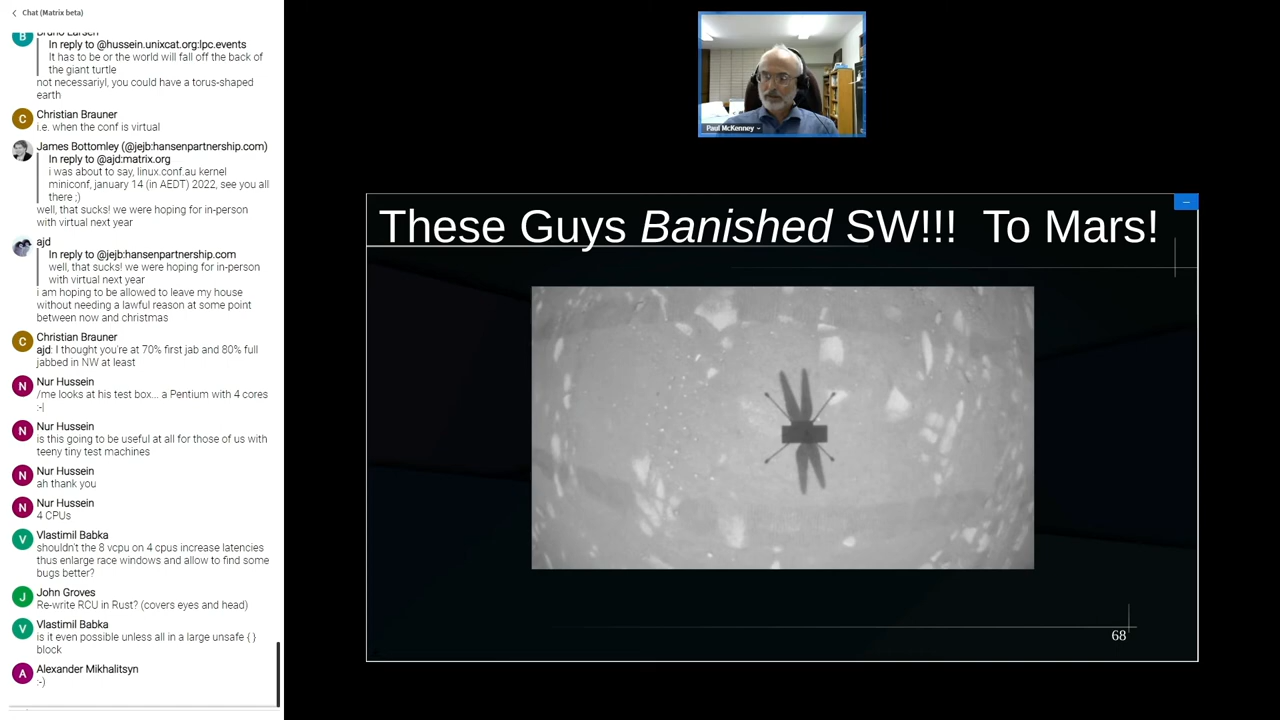 Chat (Matrix beta)
Bruno Larsen
In reply to @hussein.unixcat.org:lpc.events
It has to be or the world will fall off the back of
the giant turtle
not necessariyl, you could have a torus-shaped
earth
Christian Brauner
i.e. when the conf is virtual
James Bottomley (@jejb:hansenpartnership.com)
In reply to @ajd:matrix.org
i was about to say, linux.conf.au kernel
miniconf, january 14 (in AEDT) 2022, see you all
there ;)
well, that sucks! we were hoping for in-person
with virtual next year
ajd
In reply to @jejb:hansenpartnership.com
well, that sucks! we were hoping for in-person
with virtual next year
i am hoping to be allowed to leave my house
without needing a lawful reason at some point
between now and christmas
Christian Brauner
ajd: I thought you're at 70% first jab and 80% full
jabbed in NW at least
Nur Hussein
/me looks at his test box... a Pentium with 4 cores
:-|
Nur Hussein
is this going to be useful at all for those of us with
teeny tiny test machines
Nur Hussein
ah thank you
Nur Hussein
4 CPUs
Vlastimil Babka
shouldn't the 8 vcpu on 4 cpus increase latencies
thus enlarge race windows and allow to find some
bugs better?
John Groves
Re-write RCU in Rust? (covers eyes and head)
Vlastimil Babka
is it even possible unless all in a large unsafe { }
block
Alexander Mikhalitsyn
:-)
B
C
C
N
N
N
N
V
J
V
A
Paul McKenney
These Guys Banished SW!!! To Mars!
68